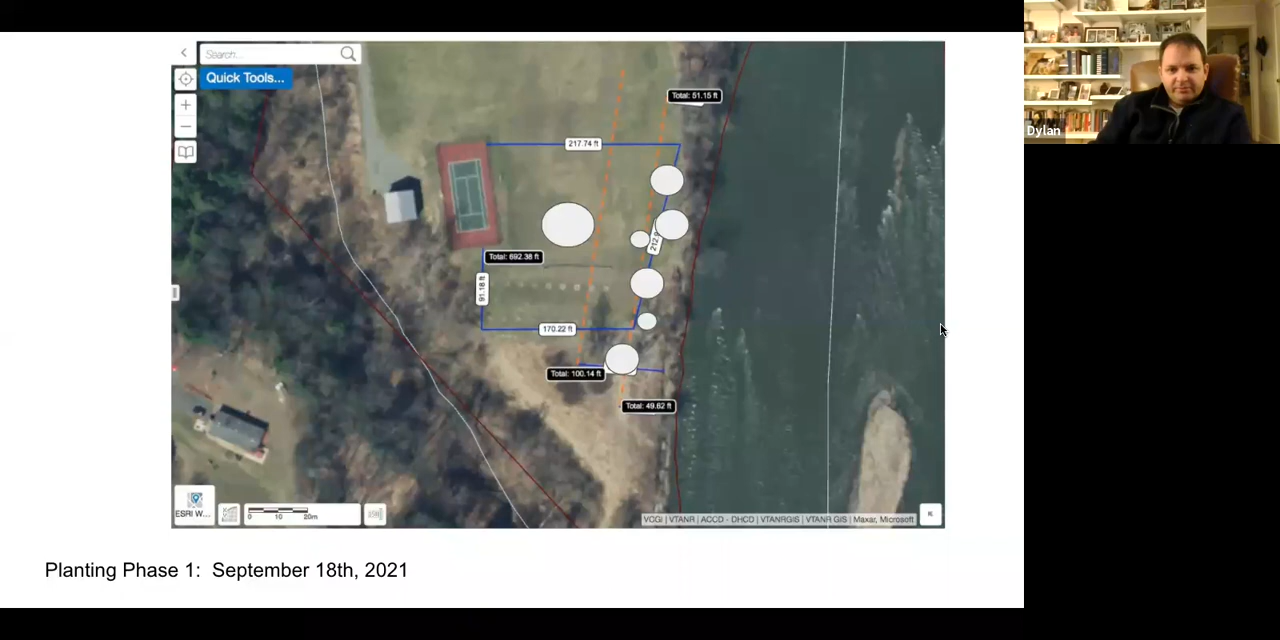 Search...
Quick Tools...
Total: 51.15 ft
217.74 ft
Total: 692.38 ft
91.18 ft
170.22 ft
Total: 100.14 ft
Total: 49.62 ft
ESRI W...
0 10 20m
VCGI | VTANR | ACCD - DHCD | VTANRGIS | VTANR GIS | Maxar, Microsoft
Planting Phase 1: September 18th, 2021
Dylan